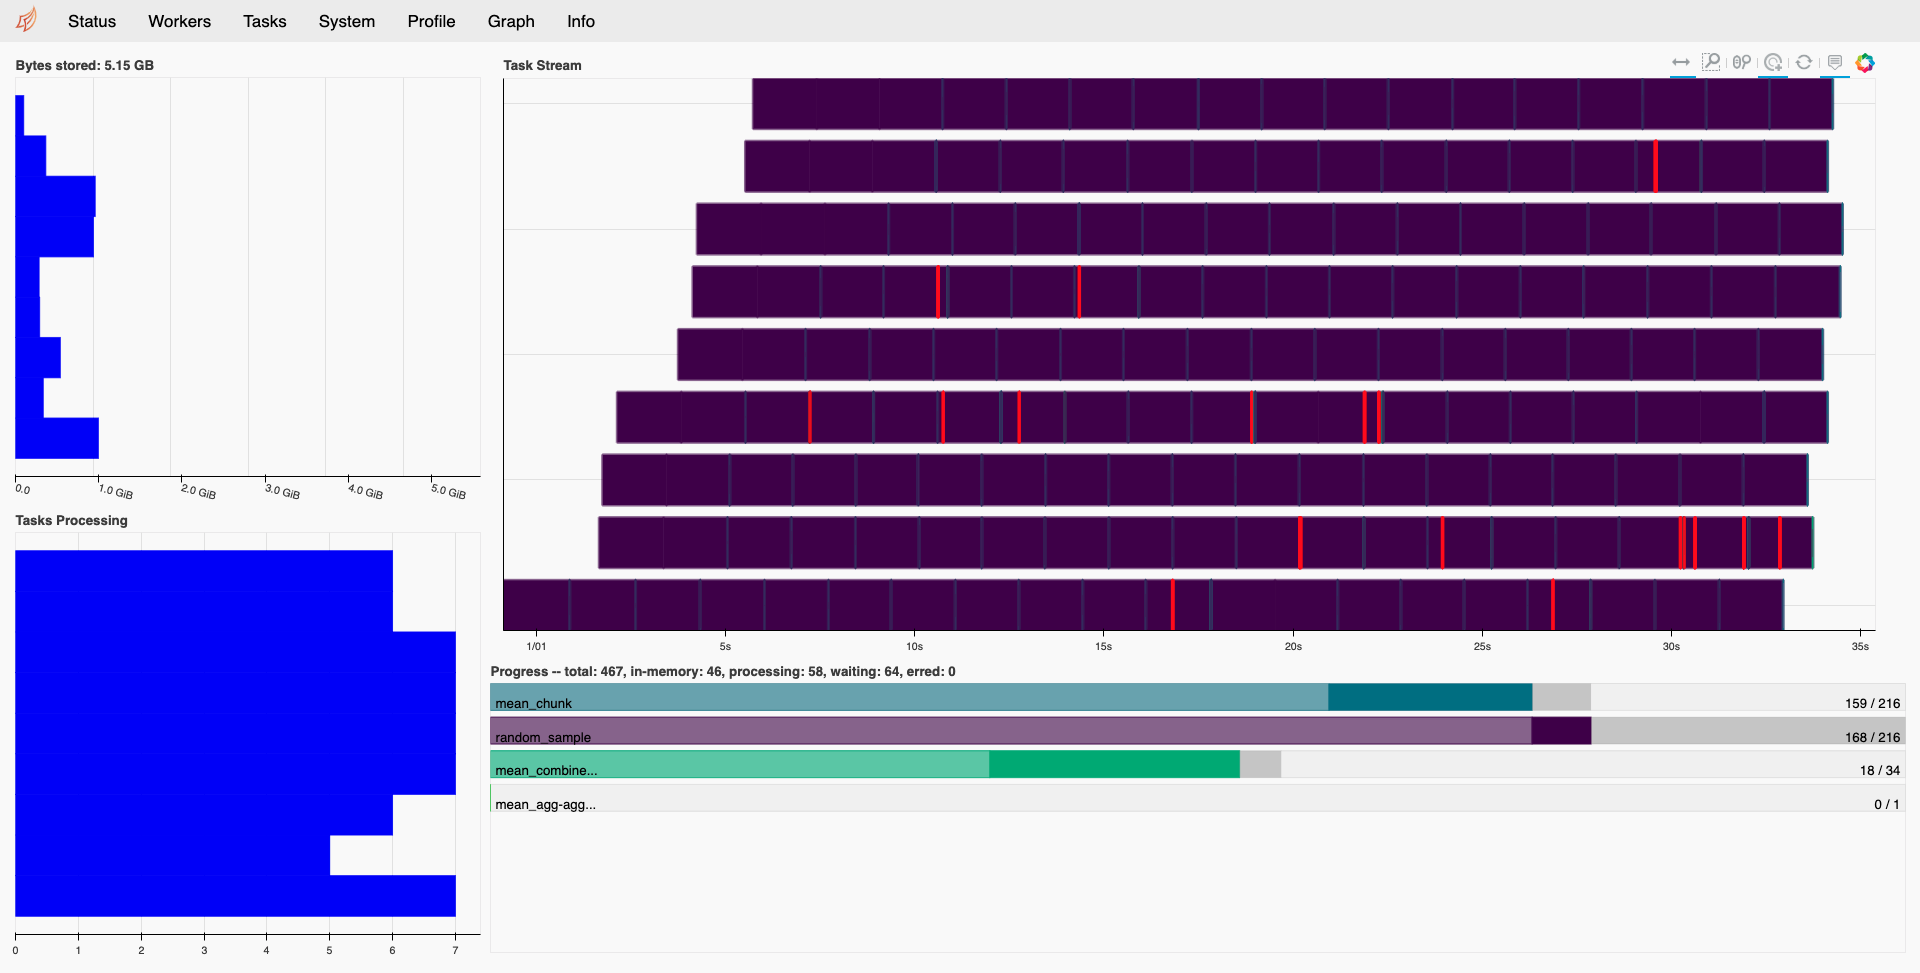 Status Workers Tasks System Profile Graph Info
Bytes stored: 5.15 GB
0.0 1.0 GiB 2.0 GiB 3.0 GiB 4.0 GiB 5.0 GiB
Tasks Processing
0 1 2 3 4 5 6 7
Task Stream
1/01 5s 10s 15s 20s 25s 30s 35s
Progress -- total: 467, in-memory: 46, processing: 58, waiting: 64, erred: 0
mean_chunk 159 / 216
random_sample 168 / 216
mean_combine... 18 / 34
mean_agg-agg... 0 / 1